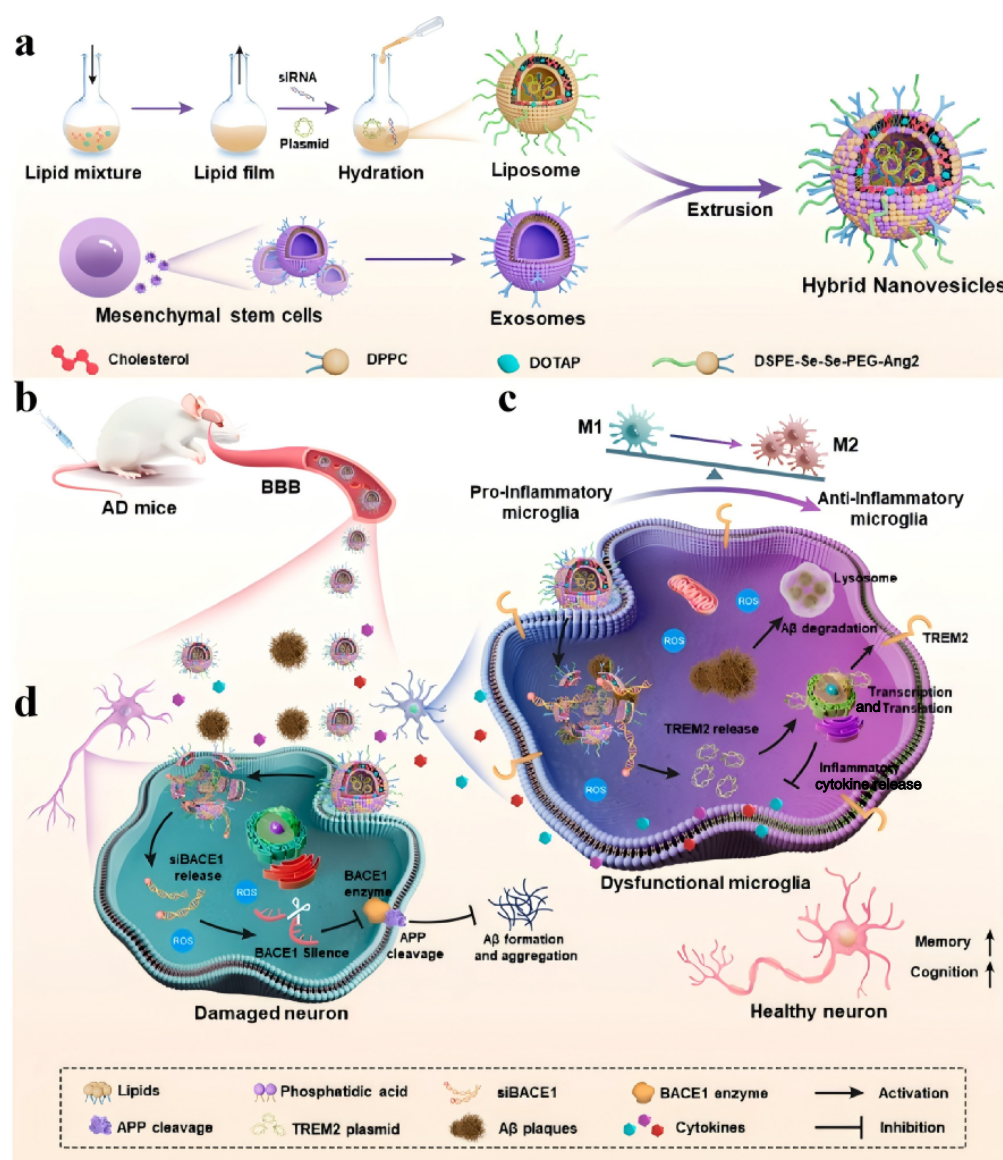 a
siRNA
Plasmid
Lipid mixture
Lipid film
Hydration
Liposome
Extrusion
Hybrid Nanovesicles
Mesenchymal stem cells
Exosomes
Cholesterol
DPPC
DOTAP
DSPE-Se-Se-PEG-Ang2
b
AD mice
BBB
c
M1
M2
Pro-Inflammatory
microglia
Anti-Inflammatory
microglia
Lysosome
ROS
ROS
Aβ degradation
TREM2
Transcription
and Translation
TREM2 release
Inflammatory
cytokine release
ROS
Dysfunctional microglia
d
siBACE1
release
ROS
ROS
BACE1
enzyme
BACE1 Silence
APP
cleavage
Aβ formation
and aggregation
Damaged neuron
Memory
Cognition
Healthy neuron
Lipids
Phosphatidic acid
siBACE1
BACE1 enzyme
Activation
APP cleavage
TREM2 plasmid
Aβ plaques
Cytokines
Inhibition